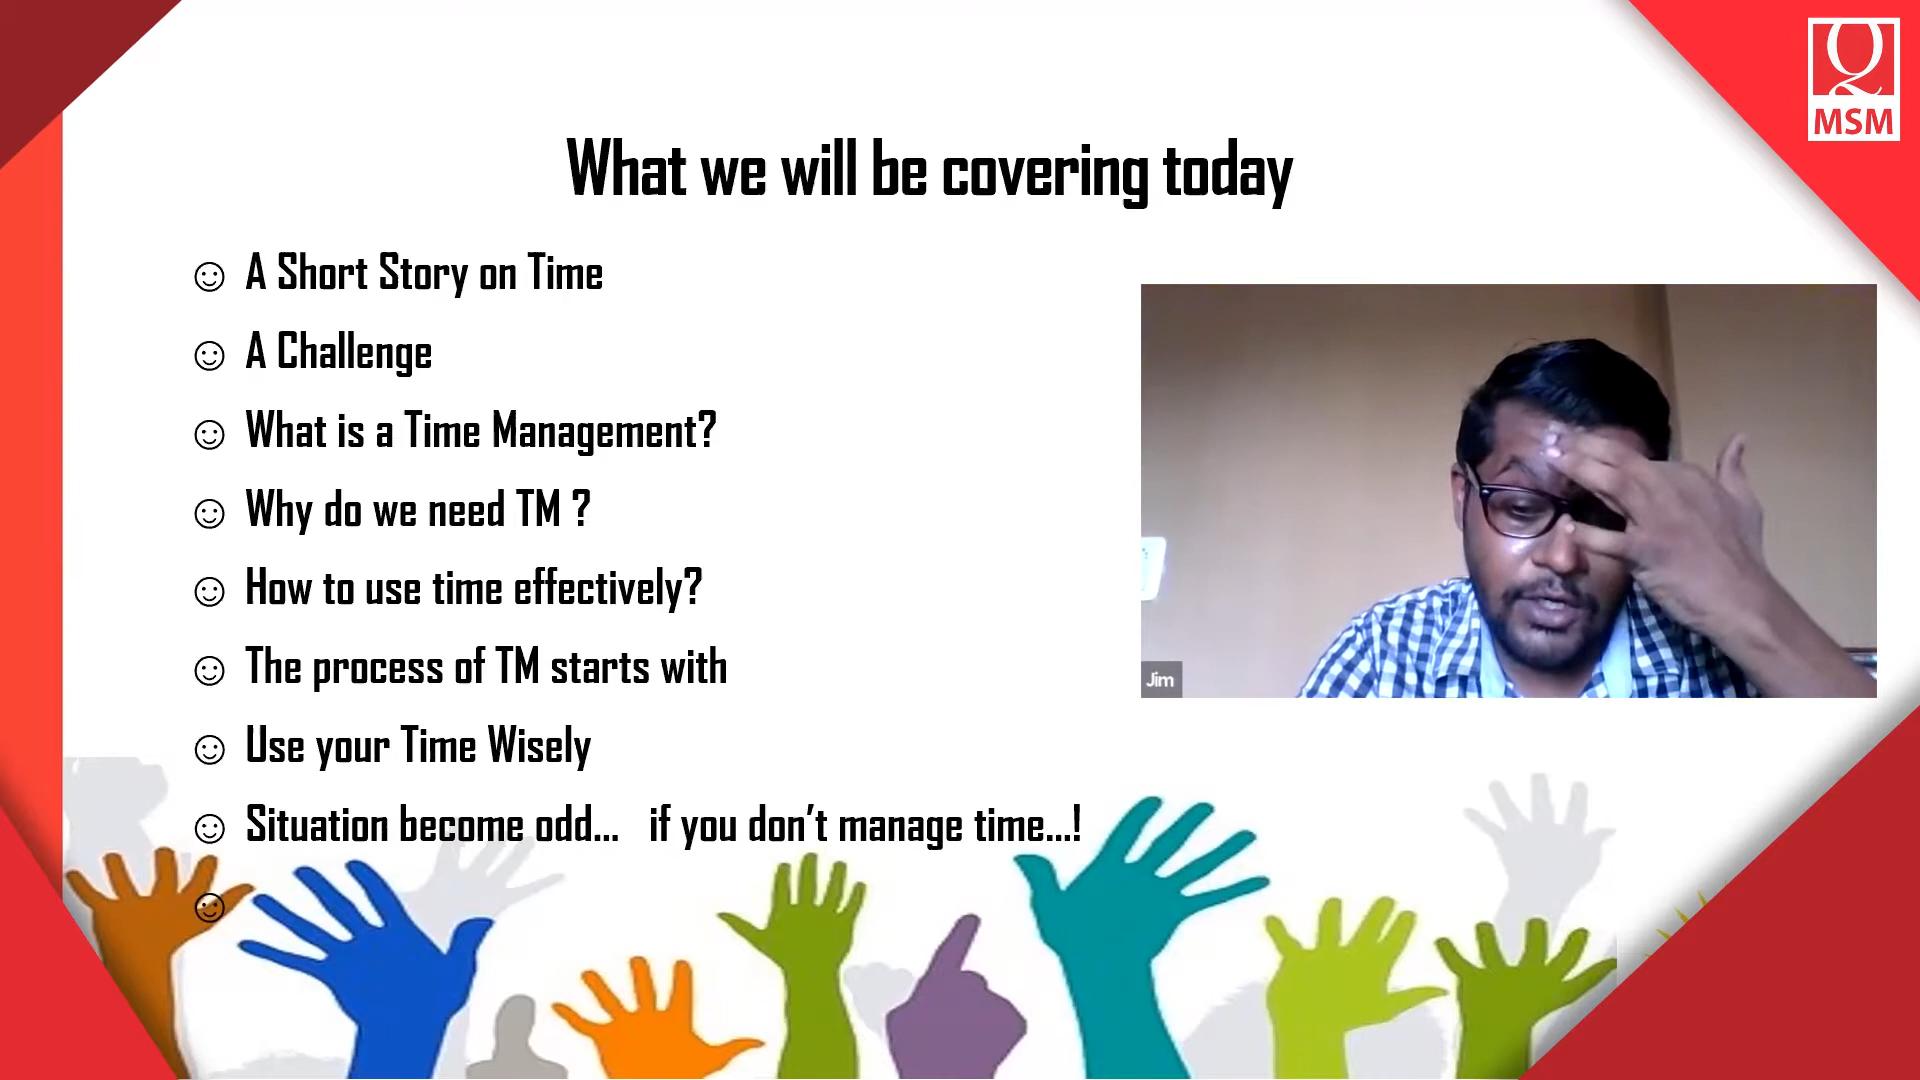 Q
MSM
What we will be covering today
A Short Story on Time
A Challenge
What is a Time Management?
Why do we need TM ?
How to use time effectively?
The process of TM starts with
Use your Time Wisely
Situation become odd... if you don't manage time...!
Jim